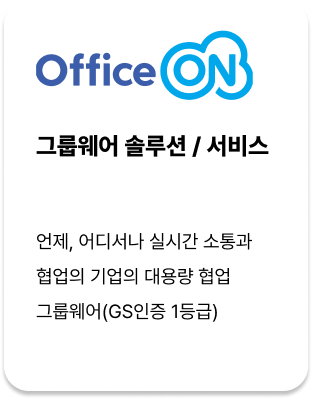 Office ON
그룹웨어 솔루션 / 서비스
언제, 어디서나 실시간 소통과
협업의 기업의 대용량 협업
그룹웨어(GS인증 1등급)